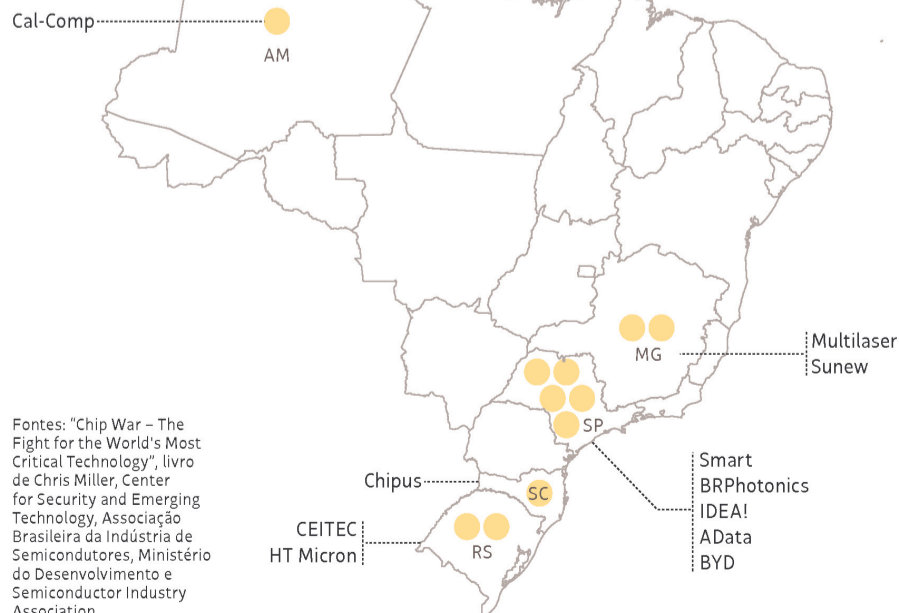 Cal-Comp
AM
MG
Multilaser
Sunew
SP
Smart
BRPhotonics
IDEA!
AData
BYD
Chipus
SC
CEITEC
HT Micron
RS
Fontes: “Chip War – The
Fight for the World's Most
Critical Technology”, livro
de Chris Miller, Center
for Security and Emerging
Technology, Associação
Brasileira da Indústria de
Semicondutores, Ministério
do Desenvolvimento e
Semiconductor Industry
Association